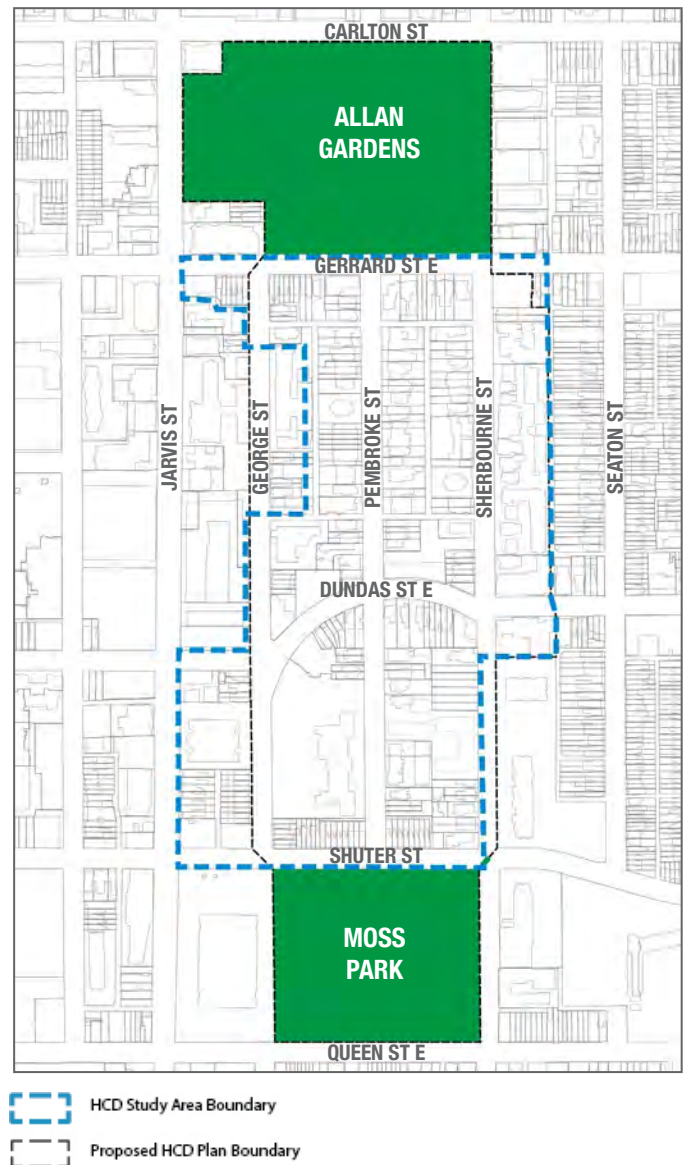 CARLTON ST
ALLAN
GARDENS
GERRARD ST E
JARVIS ST
GEORGE ST
PEMBROKE ST
SHERBOURNE ST
SEATON ST
DUNDAS ST E
SHUTER ST
MOSS
PARK
QUEEN ST E
HCD Study Area Boundary
Proposed HCD Plan Boundary